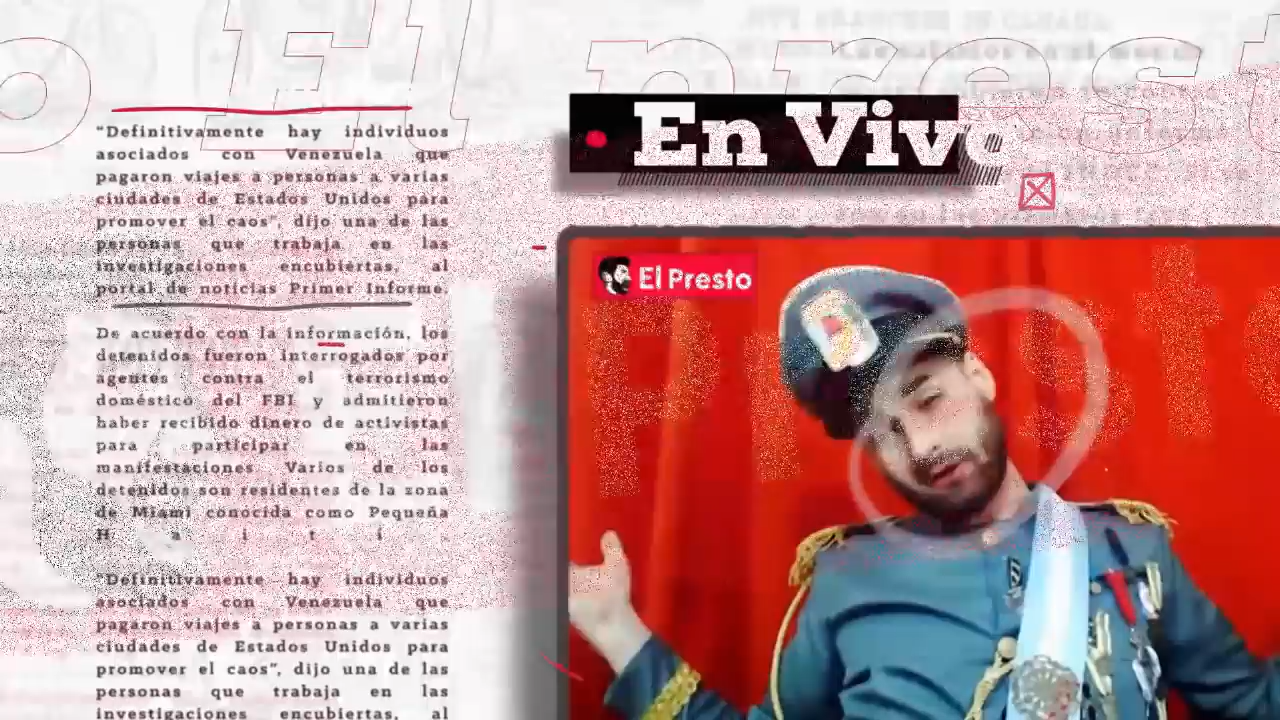 o El prest
"Definitivamente hay individuos
asociados con Venezuela que
pagaron viajes a personas a varias
ciudades de Estados Unidos para
promover el caos", dijo una de las
personas que trabaja en las
investigaciones encubiertas, al
portal de noticias Primer Informe.
De acuerdo con la información, los
detenidos fueron interrogados por
agentes contra el terrorismo
doméstico del FBI y admitieron
haber recibido dinero de activistas
para participar en las
manifestaciones Varios de los
detenidos son residentes de la zona
de Miami conocida como Pequeña
H a i t i
"Definitivamente hay individuos
asociados con Venezuela que
pagaron viajes a personas a varias
ciudades de Estados Unidos para
promover el caos", dijo una de las
personas que trabaja en las
investigaciones encubiertas, al
En Vivo
El Presto
Presto